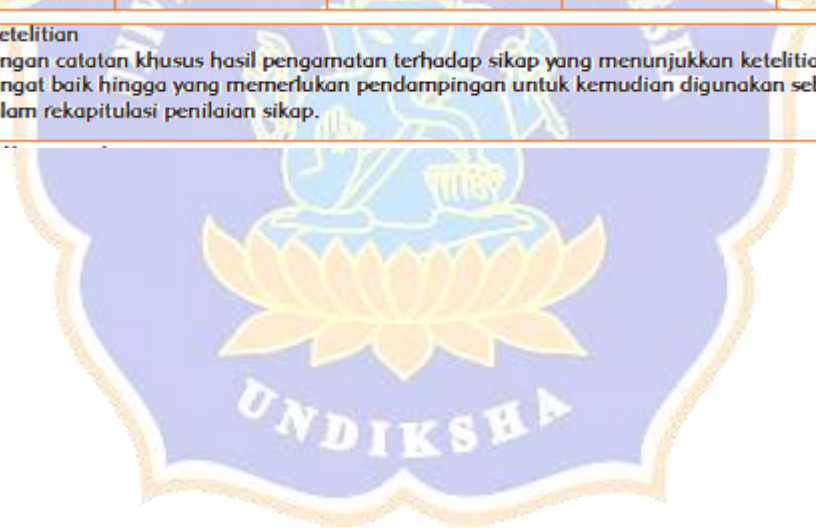 etelitian
ngan catatan khusus hasil pengamatan terhadap sikap yang menunjukkan ketelitia
ngat baik hingga yang memerlukan pendampingan untuk kemudian digunakan seb
lam rekapitulasi penilaian sikap.
UNDIKSHA